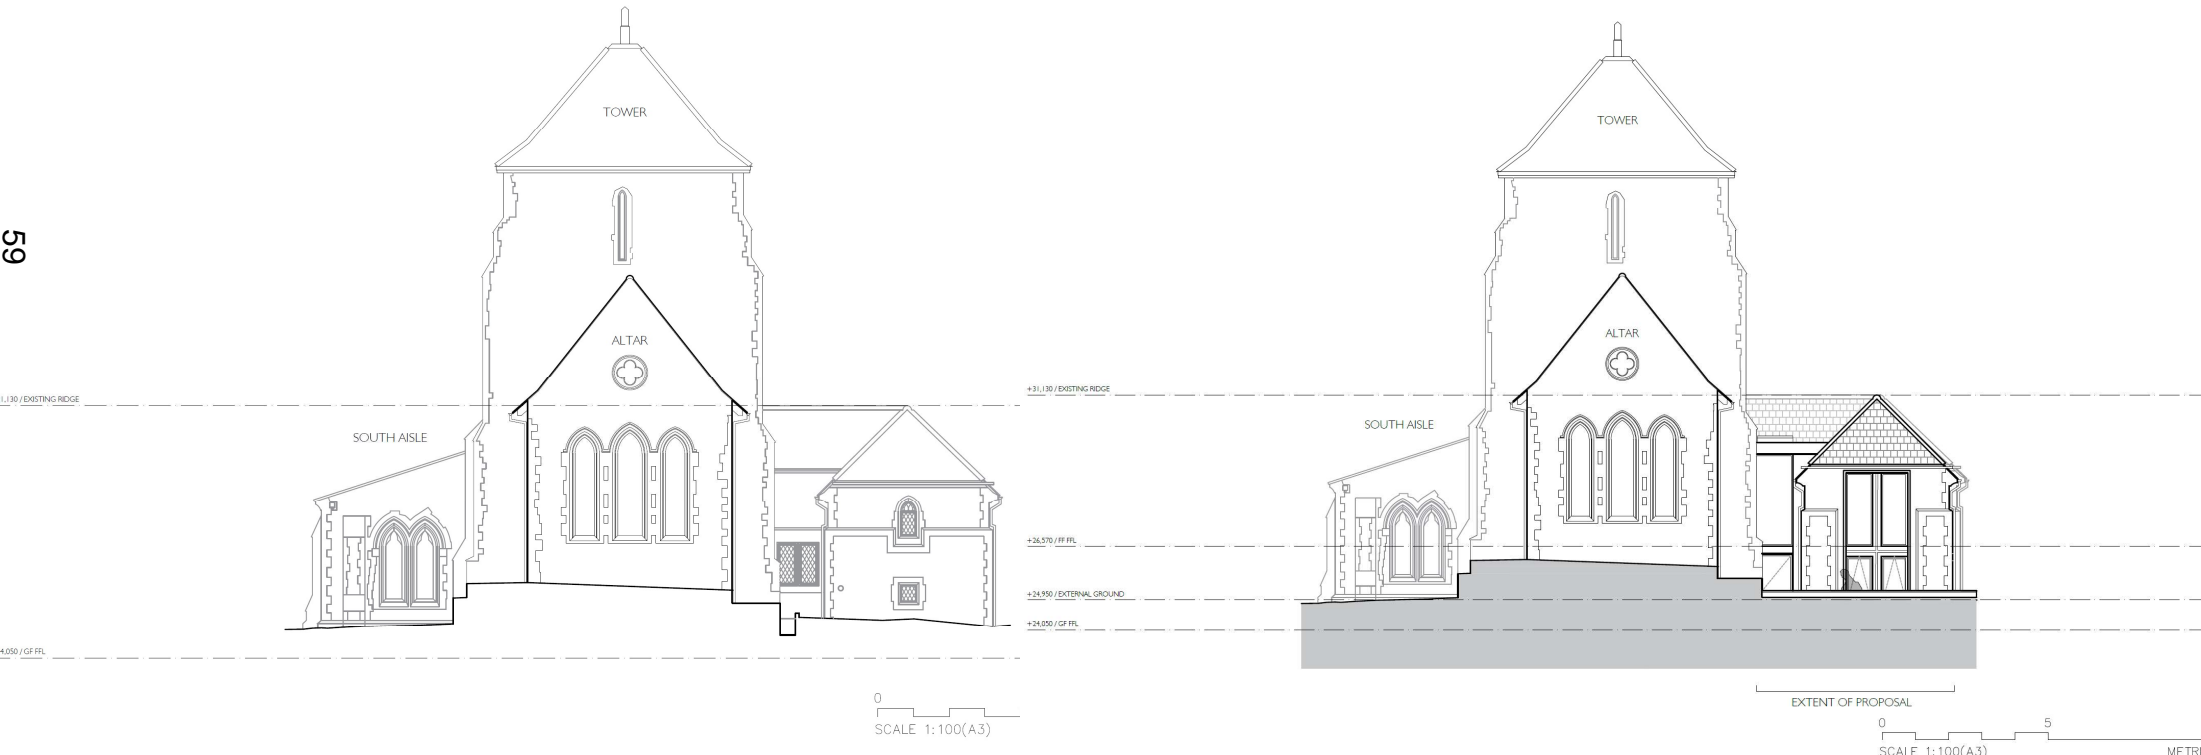 59
TOWER
ALTAR
SOUTH AISLE
1,130 / EXISTING RIDGE
4,050 / GF FFL
0
SCALE 1:100(A3)
TOWER
ALTAR
SOUTH AISLE
+31,130 / EXISTING RIDGE
+26,570 / FF FFL
+24,950 / EXTERNAL GROUND
+24,050 / GF FFL
EXTENT OF PROPOSAL
0 5
SCALE 1:100(A3) METR